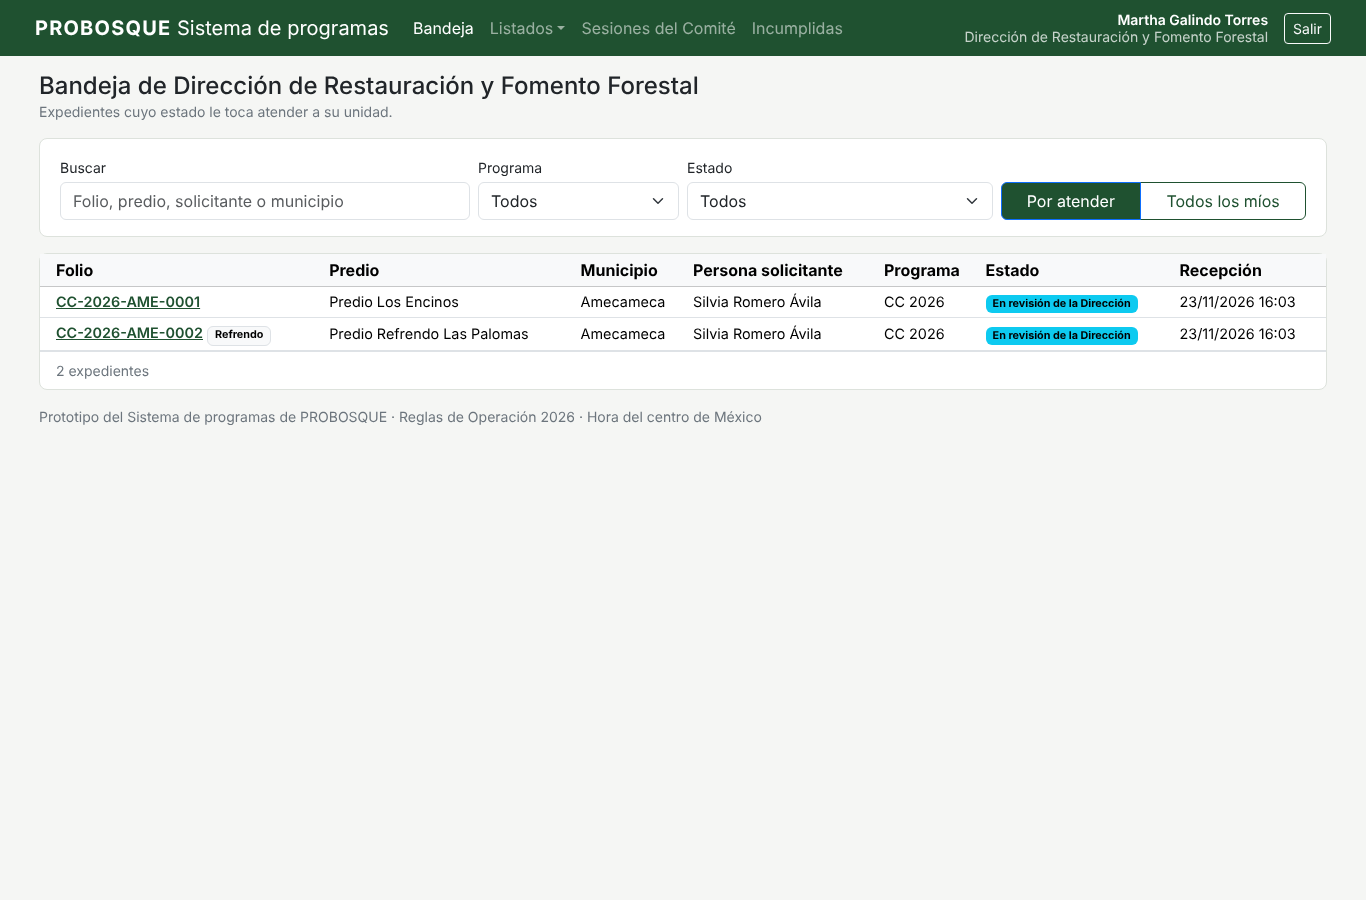 PROBOSQUE Sistema de programas Bandeja Listados Sesiones del Comité Incumplidas
Martha Galindo Torres
Dirección de Restauración y Fomento Forestal
Salir
Bandeja de Dirección de Restauración y Fomento Forestal
Expedientes cuyo estado le toca atender a su unidad.
Buscar Programa Estado
Folio, predio, solicitante o municipio Todos Todos Por atender Todos los míos
Folio Predio Municipio Persona solicitante Programa Estado Recepción
CC-2026-AME-0001 Predio Los Encinos Amecameca Silvia Romero Ávila CC 2026 En revisión de la Dirección 23/11/2026 16:03
CC-2026-AME-0002 Refrendo Predio Refrendo Las Palomas Amecameca Silvia Romero Ávila CC 2026 En revisión de la Dirección 23/11/2026 16:03
2 expedientes
Prototipo del Sistema de programas de PROBOSQUE · Reglas de Operación 2026 · Hora del centro de México